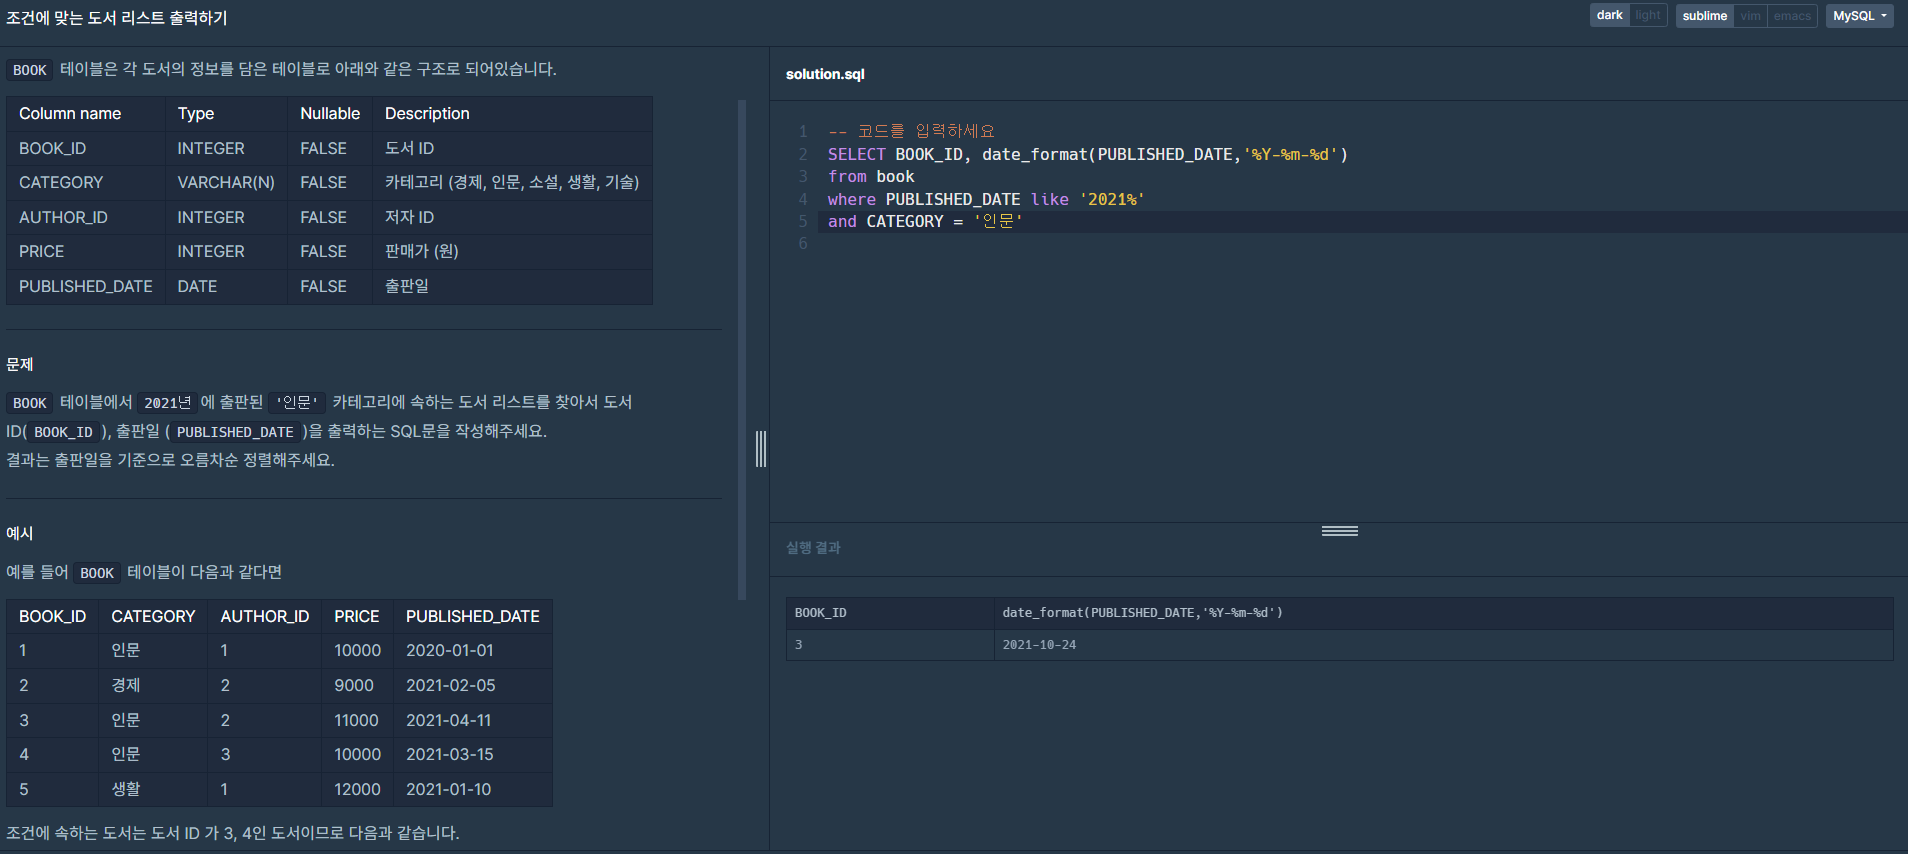 조건에 맞는 도서 리스트 출력하기
dark light sublime vim emacs MySQL
BOOK 테이블은 각 도서의 정보를 담은 테이블로 아래와 같은 구조로 되어있습니다.
Column name Type Nullable Description
BOOK_ID INTEGER FALSE 도서 ID
CATEGORY VARCHAR(N) FALSE 카테고리 (경제, 인문, 소설, 생활, 기술)
AUTHOR_ID INTEGER FALSE 저자 ID
PRICE INTEGER FALSE 판매가 (원)
PUBLISHED_DATE DATE FALSE 출판일
문제
BOOK 테이블에서 2021년 에 출판된 '인문' 카테고리에 속하는 도서 리스트를 찾아서 도서
ID( BOOK_ID ), 출판일 ( PUBLISHED_DATE )을 출력하는 SQL문을 작성해주세요.
결과는 출판일을 기준으로 오름차순 정렬해주세요.
예시
예를 들어 BOOK 테이블이 다음과 같다면
BOOK_ID CATEGORY AUTHOR_ID PRICE PUBLISHED_DATE
1 인문 1 10000 2020-01-01
2 경제 2 9000 2021-02-05
3 인문 2 11000 2021-04-11
4 인문 3 10000 2021-03-15
5 생활 1 12000 2021-01-10
조건에 속하는 도서는 도서 ID 가 3, 4인 도서이므로 다음과 같습니다.
solution.sql
1 -- 코드를 입력하세요
2 SELECT BOOK_ID, date_format(PUBLISHED_DATE,'%Y-%m-%d')
3 from book
4 where PUBLISHED_DATE like '2021%'
5 and CATEGORY = '인문'
6
실행 결과
BOOK_ID date_format(PUBLISHED_DATE,'%Y-%m-%d')
3 2021-10-24